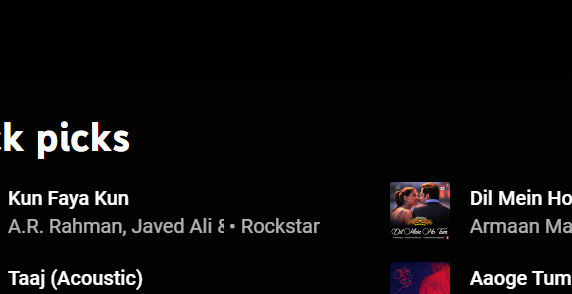 k picks
Kun Faya Kun
A.R. Rahman, Javed Ali & • Rockstar
Taaj (Acoustic)
Dil Mein Ho
Armaan Ma
Dil Mein Ho Tum
Aaoge Tum